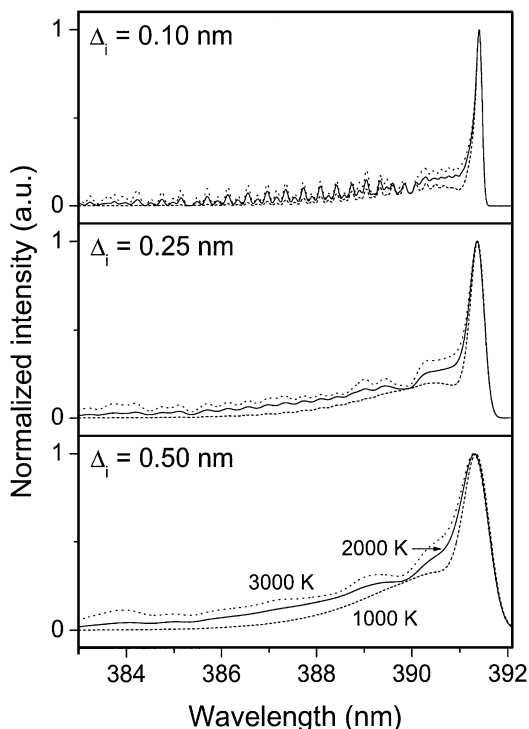 Normalized intensity (a.u.)
1
Δi = 0.10 nm
0
1
Δi = 0.25 nm
0
1
Δi = 0.50 nm
2000 K
3000 K
1000 K
0
384 386 388 390 392
Wavelength (nm)